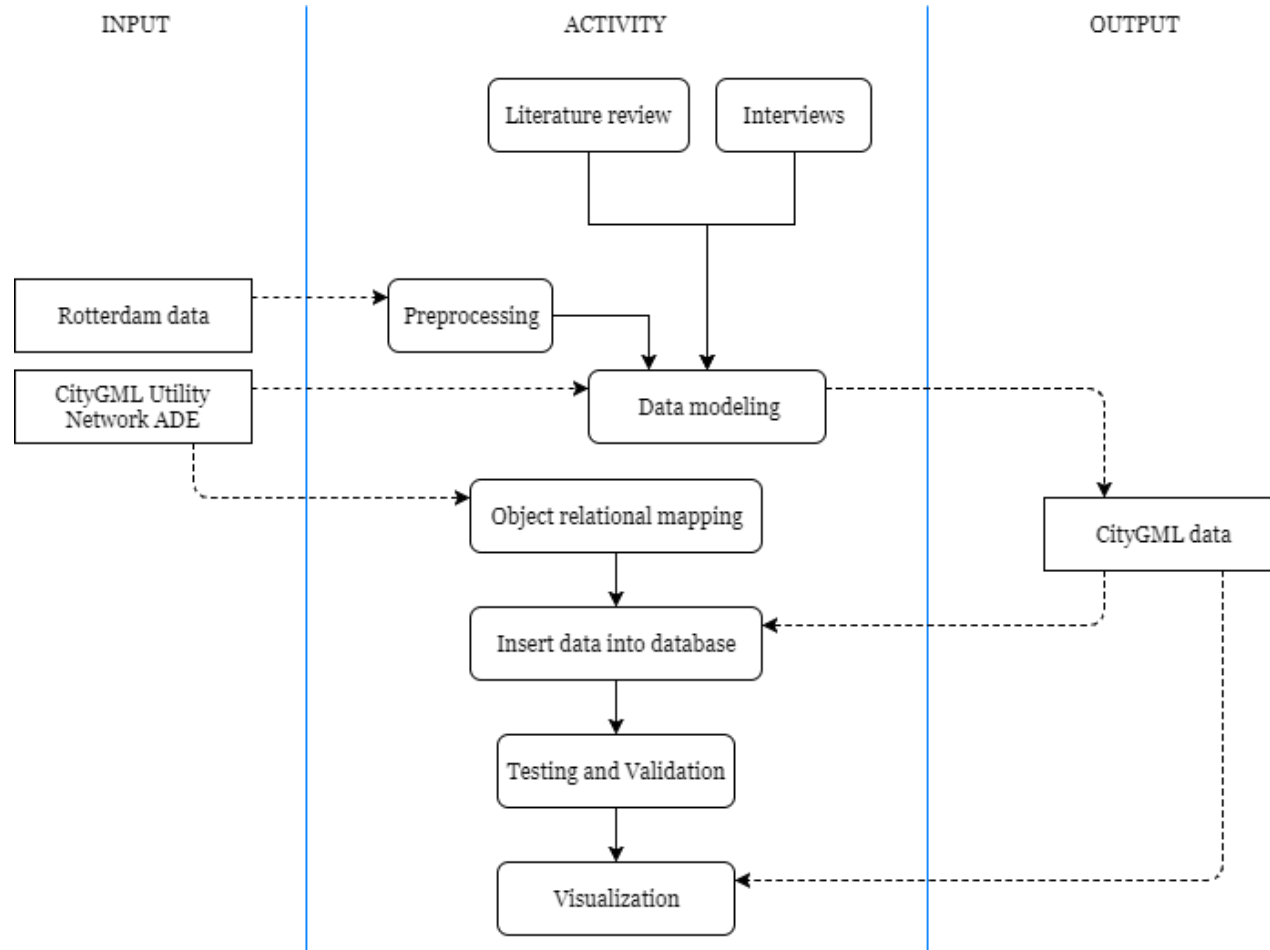 INPUT
ACTIVITY
OUTPUT
Literature review
Interviews
Rotterdam data
Preprocessing
CityGML Utility
Network ADE
Data modeling
Object relational mapping
CityGML data
Insert data into database
Testing and Validation
Visualization